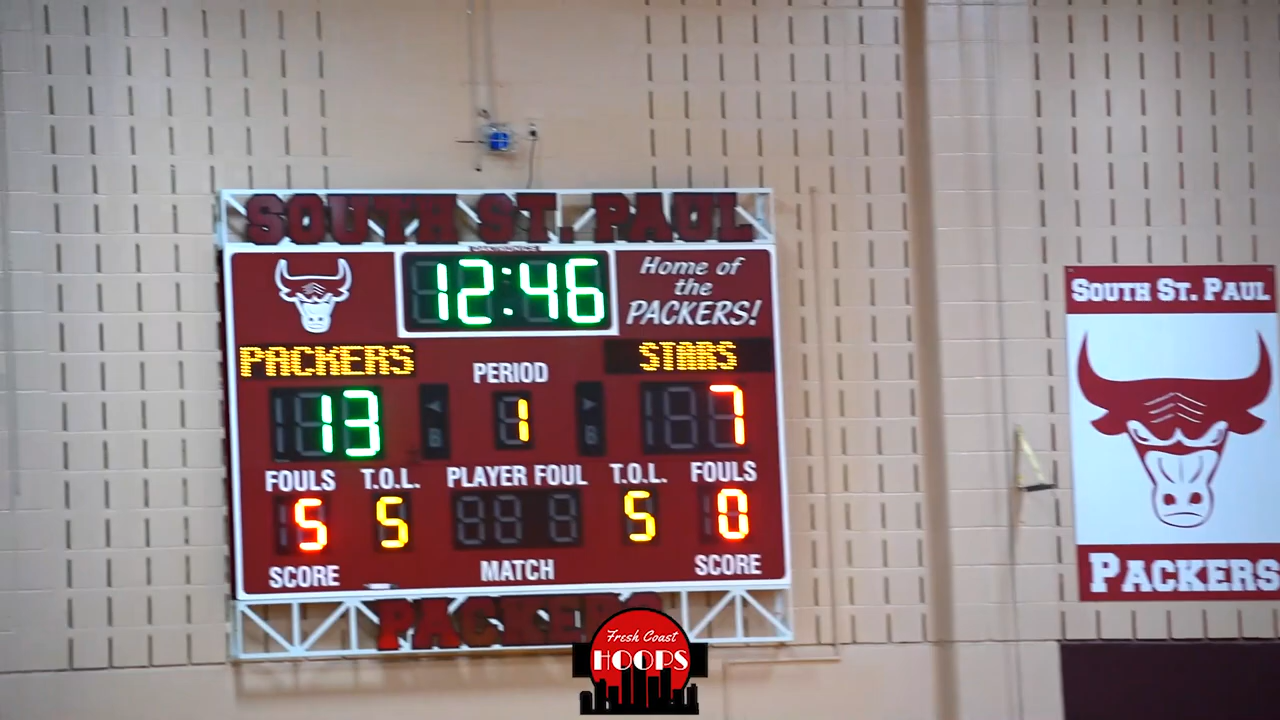 SOUTH ST. PAUL
12:46
Home of
the
PACKERS!
PACKERS
STARS
PERIOD
13
1
7
FOULS
T.O.L.
PLAYER FOUL
T.O.L.
FOULS
5
5
5
0
SCORE
MATCH
SCORE
PACKERS
SOUTH ST. PAUL
PACKERS
Fresh Coast
HOOPS